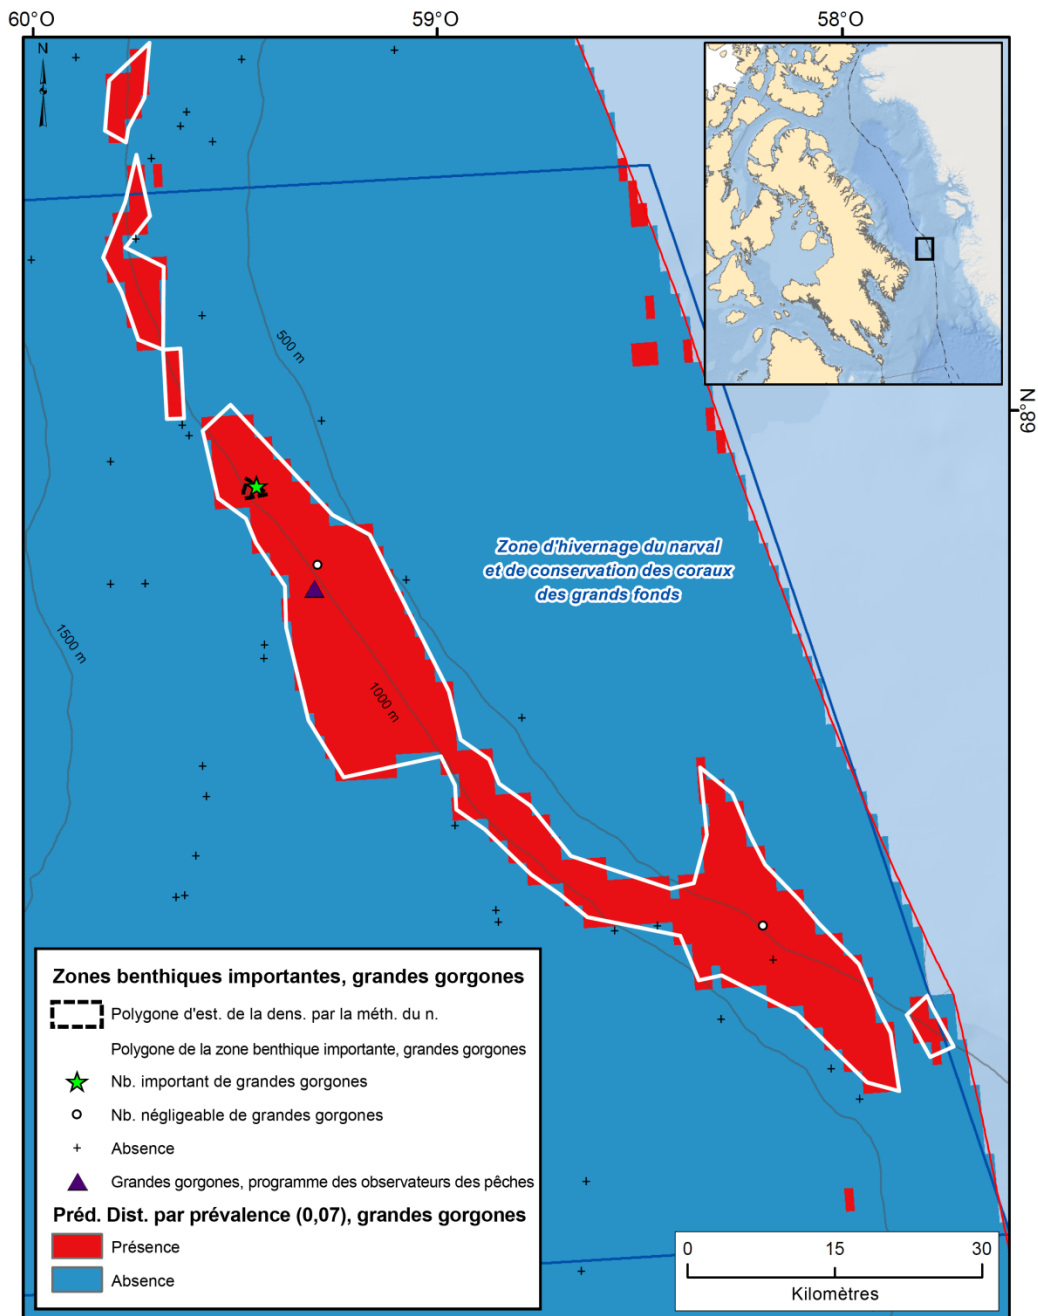 60°O
59°O
58°O
N
68°N
500 m
1500 m
1000 m
Zone d'hivernage du narval
et de conservation des coraux
des grands fonds
Zones benthiques importantes, grandes gorgones
Polygone d'est. de la dens. par la méth. du n.
Polygone de la zone benthique importante, grandes gorgones
Nb. important de grandes gorgones
Nb. négligeable de grandes gorgones
Absence
Grandes gorgones, programme des observateurs des pêches
Préd. Dist. par prévalence (0,07), grandes gorgones
Présence
Absence
0 15 30
Kilomètres